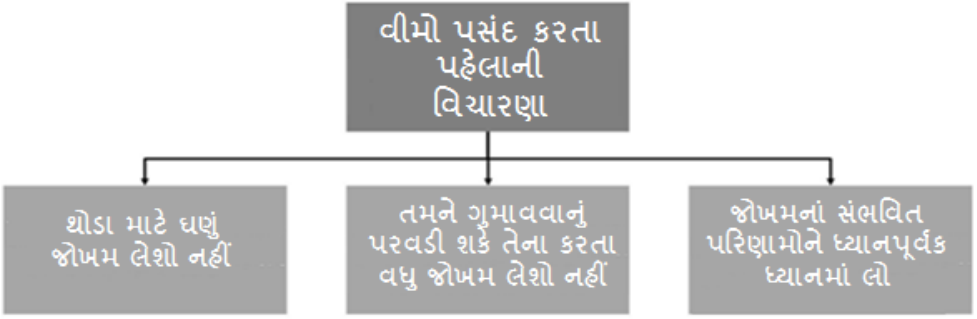 વીમો પસંદ કરતા
પહેલાની
વિચારણા
થોડા માટે ઘણું
જોખમ લેશો નહીં
તમને ગુમાવવાનું
પરવડી શકે તેના કરતા
વધુ જોખમ લેશો નહીં
જોખમનાં સંભવિત
પરિણામોને ધ્યાનપૂર્વક
ધ્યાનમાં લો